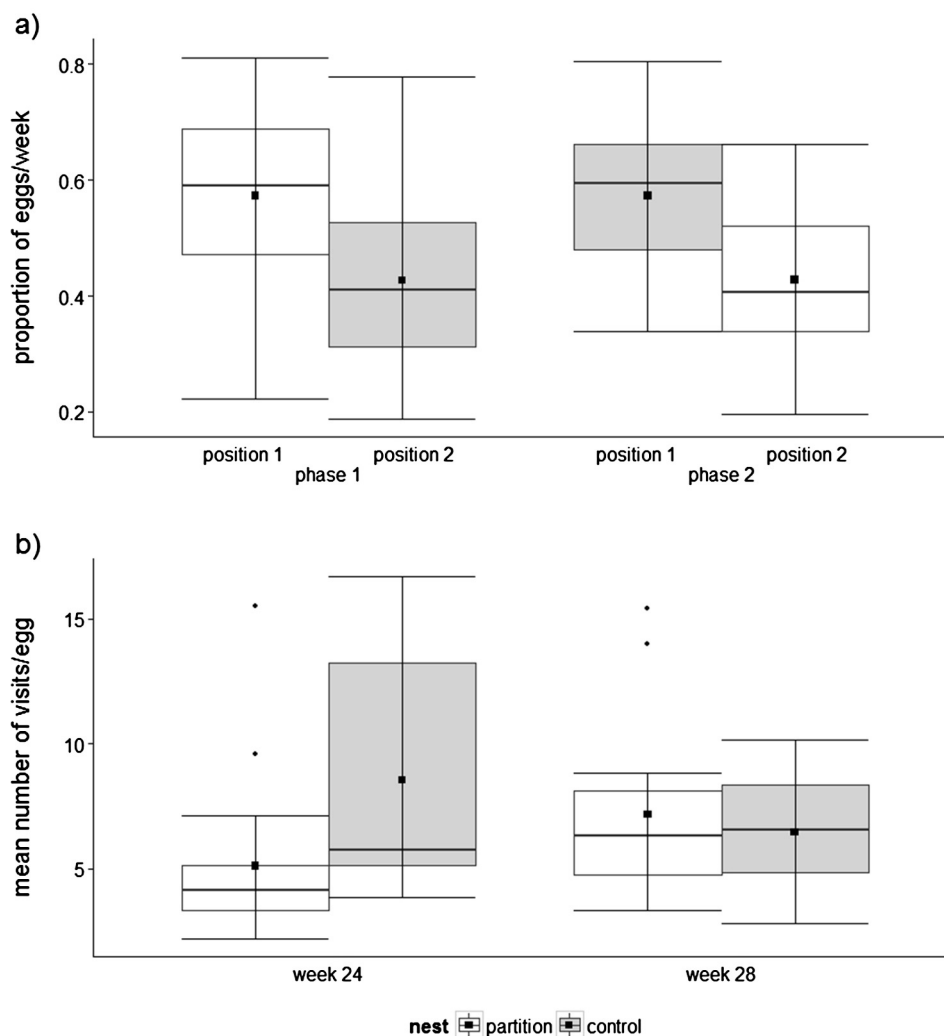 a)
proportion of eggs/week
0.8
0.6
0.4
0.2
position 1 position 2 position 1 position 2
phase 1 phase 2
b)
mean number of visits/egg
15
10
5
week 24 week 28
nest partition control